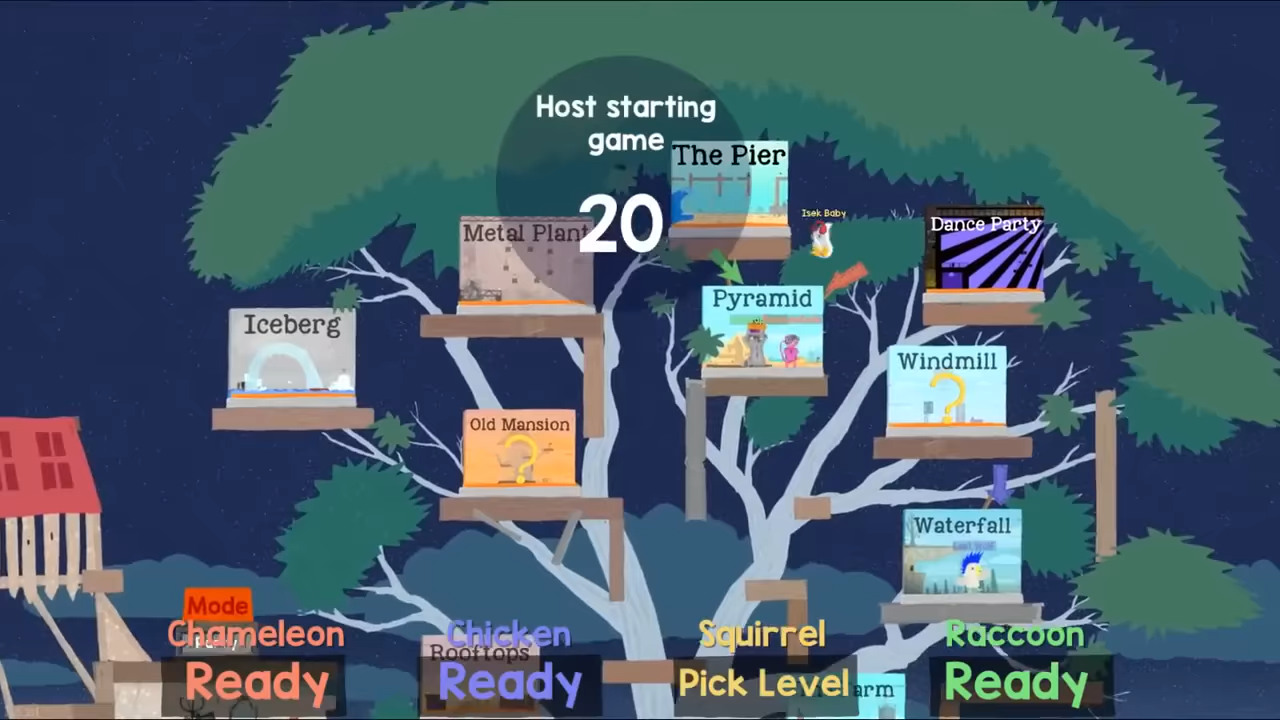 Host starting
game
20
The Pier
Isek Baby
Metal Plant
Dance Party
Pyramid
Iceberg
Windmill
Old Mansion
Waterfall
Mode
Chameleon
Ready
Rooftops
Chicken
Ready
Squirrel
Pick Level
arm
Raccoon
Ready